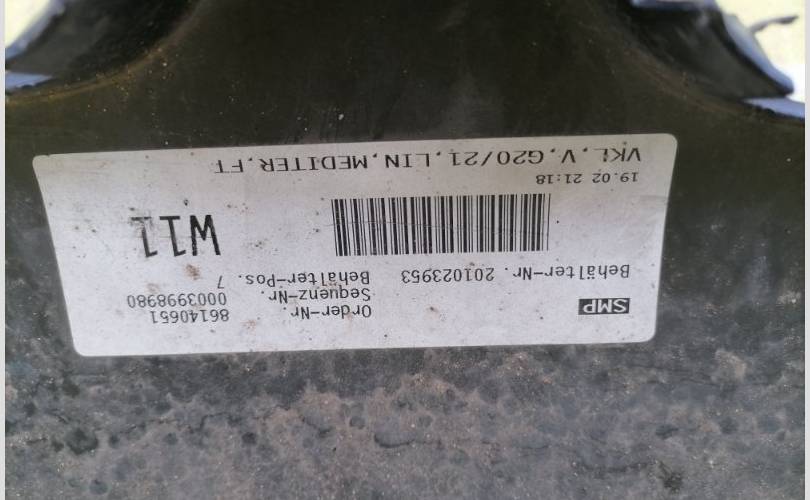 SMP
Order-Nr. 86140651
Sequenz-Nr. 0003998980
Behälter-Nr. 201023953 Behälter-Pos. 7
W11
19.02 21:18
VKL,V,G20/21,LIN,MEDITER,FT